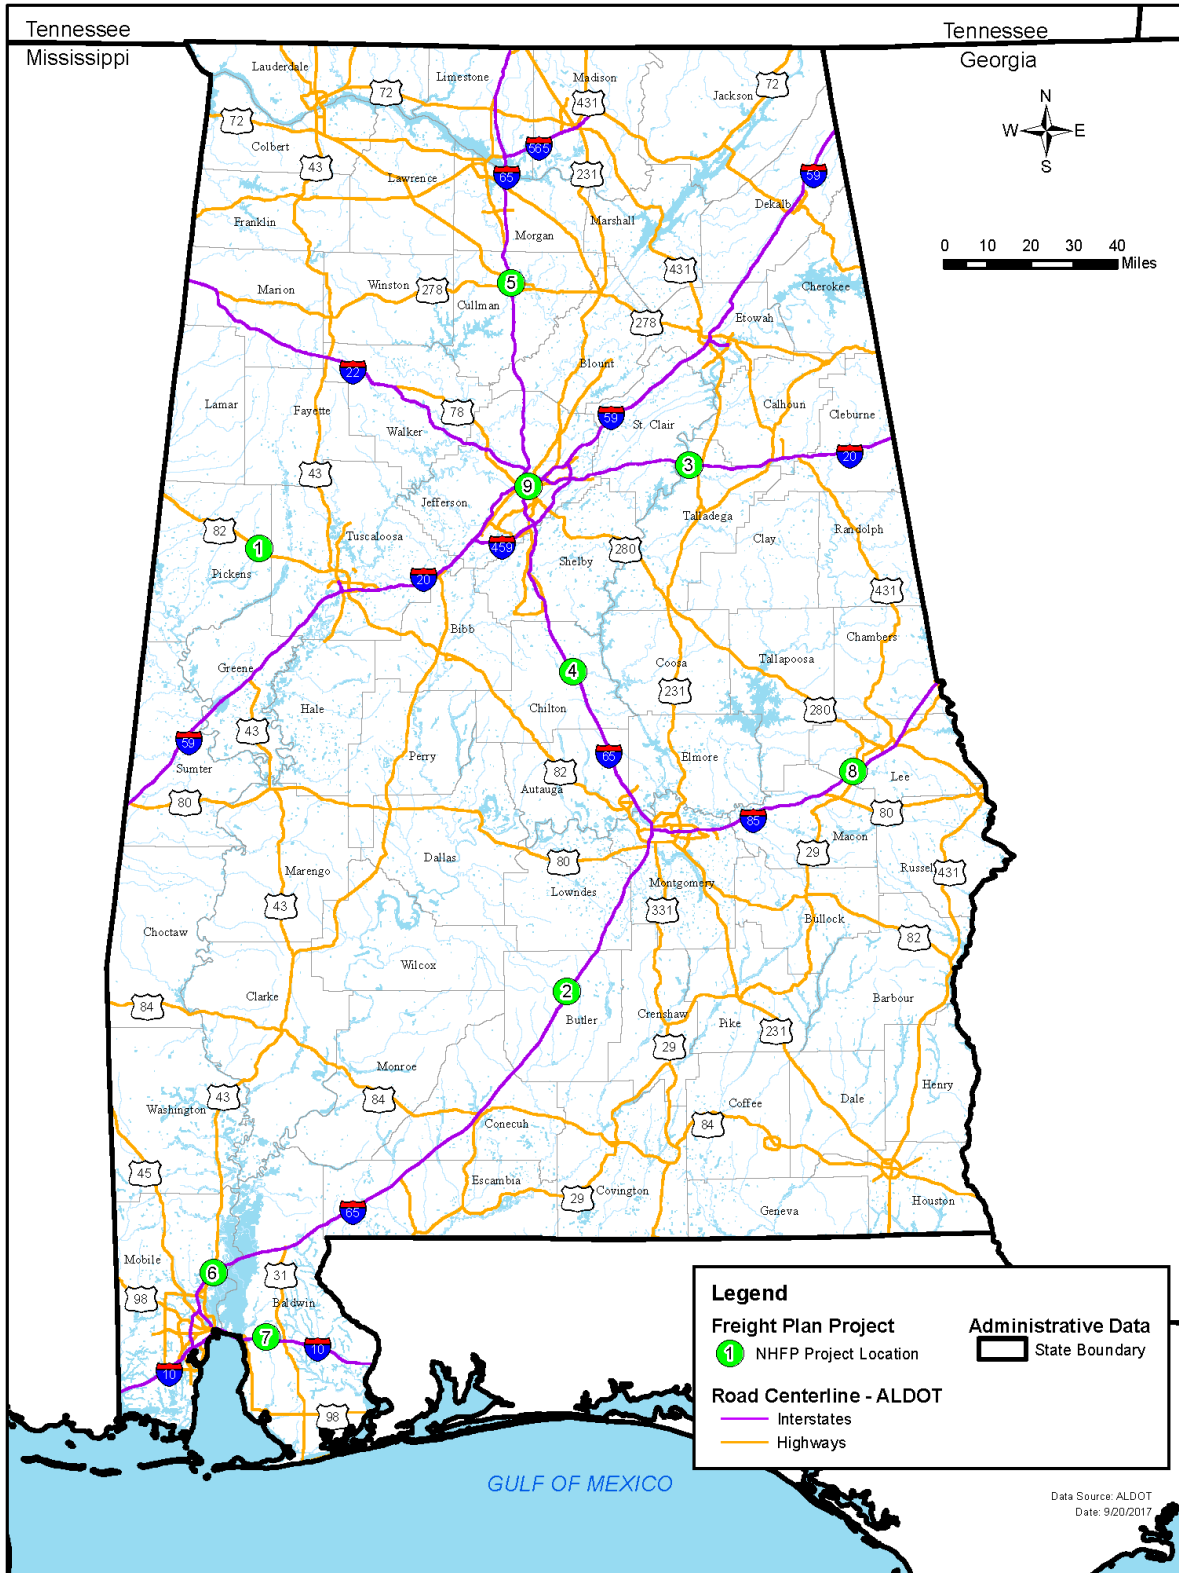 Tennessee
Tennessee
Mississippi
Georgia
Lauderdale
Limestone
Madison
Jackson
72
72
431
72
N
W E
S
Colbert
43
565
65
Lawrence
231
59
Dekalb
Franklin
Marshall
Morgan
0 10 20 30 40
Miles
431
Marion
Winston
278
5
Cullman
Cherokee
278
Etowah
22
Blount
Lamar
Fayette
78
59
Calhoun
Cleburne
Walker
St. Clair
20
43
3
9
Jefferson
Talladega
82
1
Tuscaloosa
459
280
Clay
Randolph
Pickens
20
Shelby
431
Bibb
Chambers
Greene
4
Coosa
Tallapoosa
231
Hale
Chilton
280
43
59
Perry
65
Elmore
Sumter
82
8
Lee
80
Autauga
85
80
Macon
29
Dallas
80
Marengo
Montgomery
Russel
431
Lowndes
43
331
Bullock
Choctaw
82
Wilcox
Clarke
2
84
Butler
Crenshaw
Barbour
Pike
231
29
Monroe
Henry
43
84
Washington
Coffee
Dale
Conecuh
84
45
Escambia
29
Covington
Houston
65
Geneva
Mobile
6
31
98
Baldwin
7
10
10
98
Legend
Freight Plan Project
Administrative Data
1 NHFP Project Location
State Boundary
Road Centerline - ALDOT
Interstates
Highways
GULF OF MEXICO
Data Source: ALDOT
Date: 9/20/2017